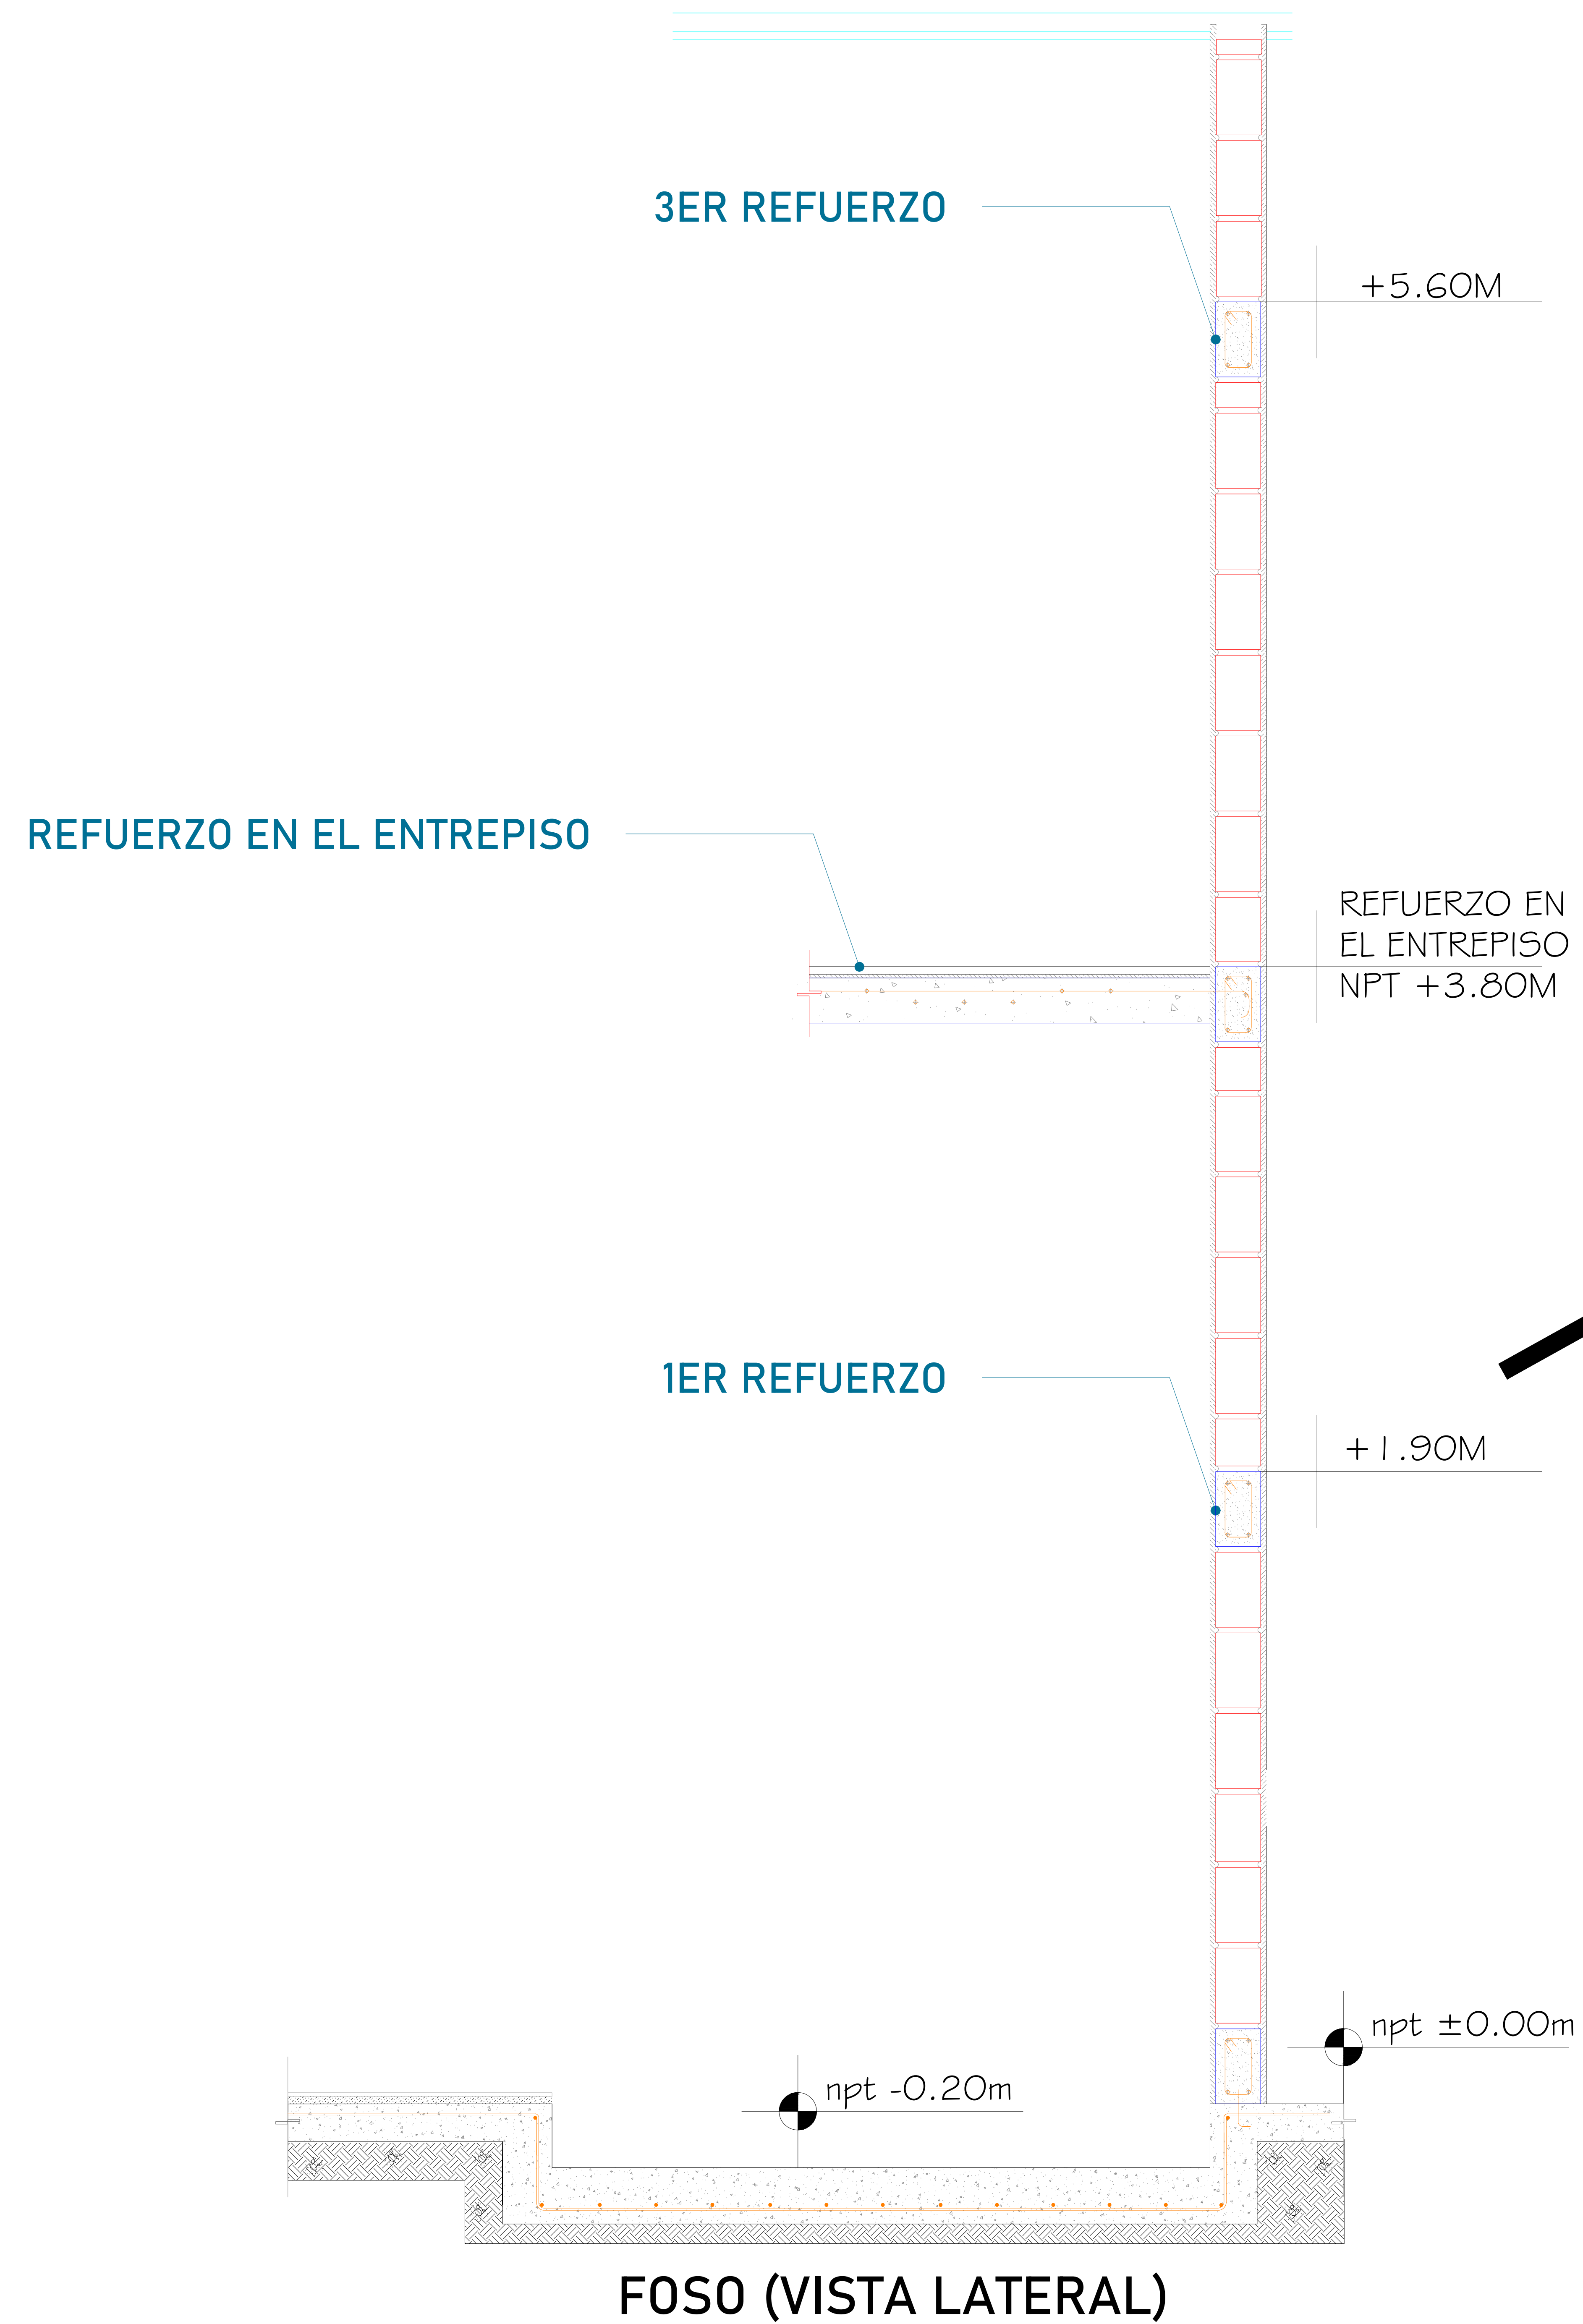 3ER REFUERZO
+5.60M
REFUERZO EN EL ENTREPISO
REFUERZO EN
EL ENTREPISO
NPT +3.80M
1ER REFUERZO
+1.90M
npt ±0.00m
npt -0.20m
FOSO (VISTA LATERAL)